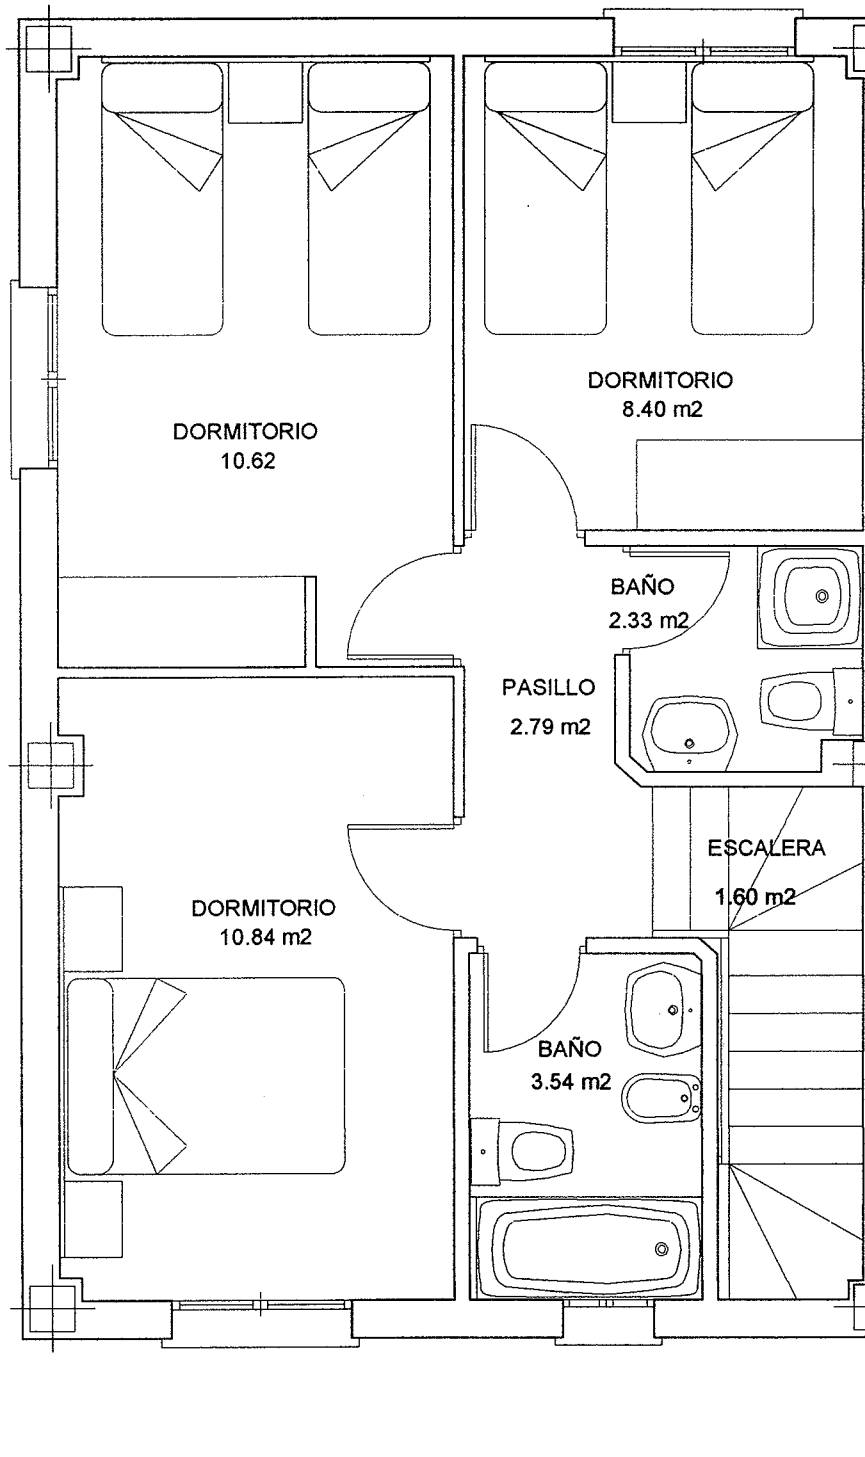 DORMITORIO
8.40 m2
DORMITORIO
10.62
BAÑO
2.33 m2
PASILLO
2.79 m2
ESCALERA
1.60 m2
DORMITORIO
10.84 m2
BAÑO
3.54 m2